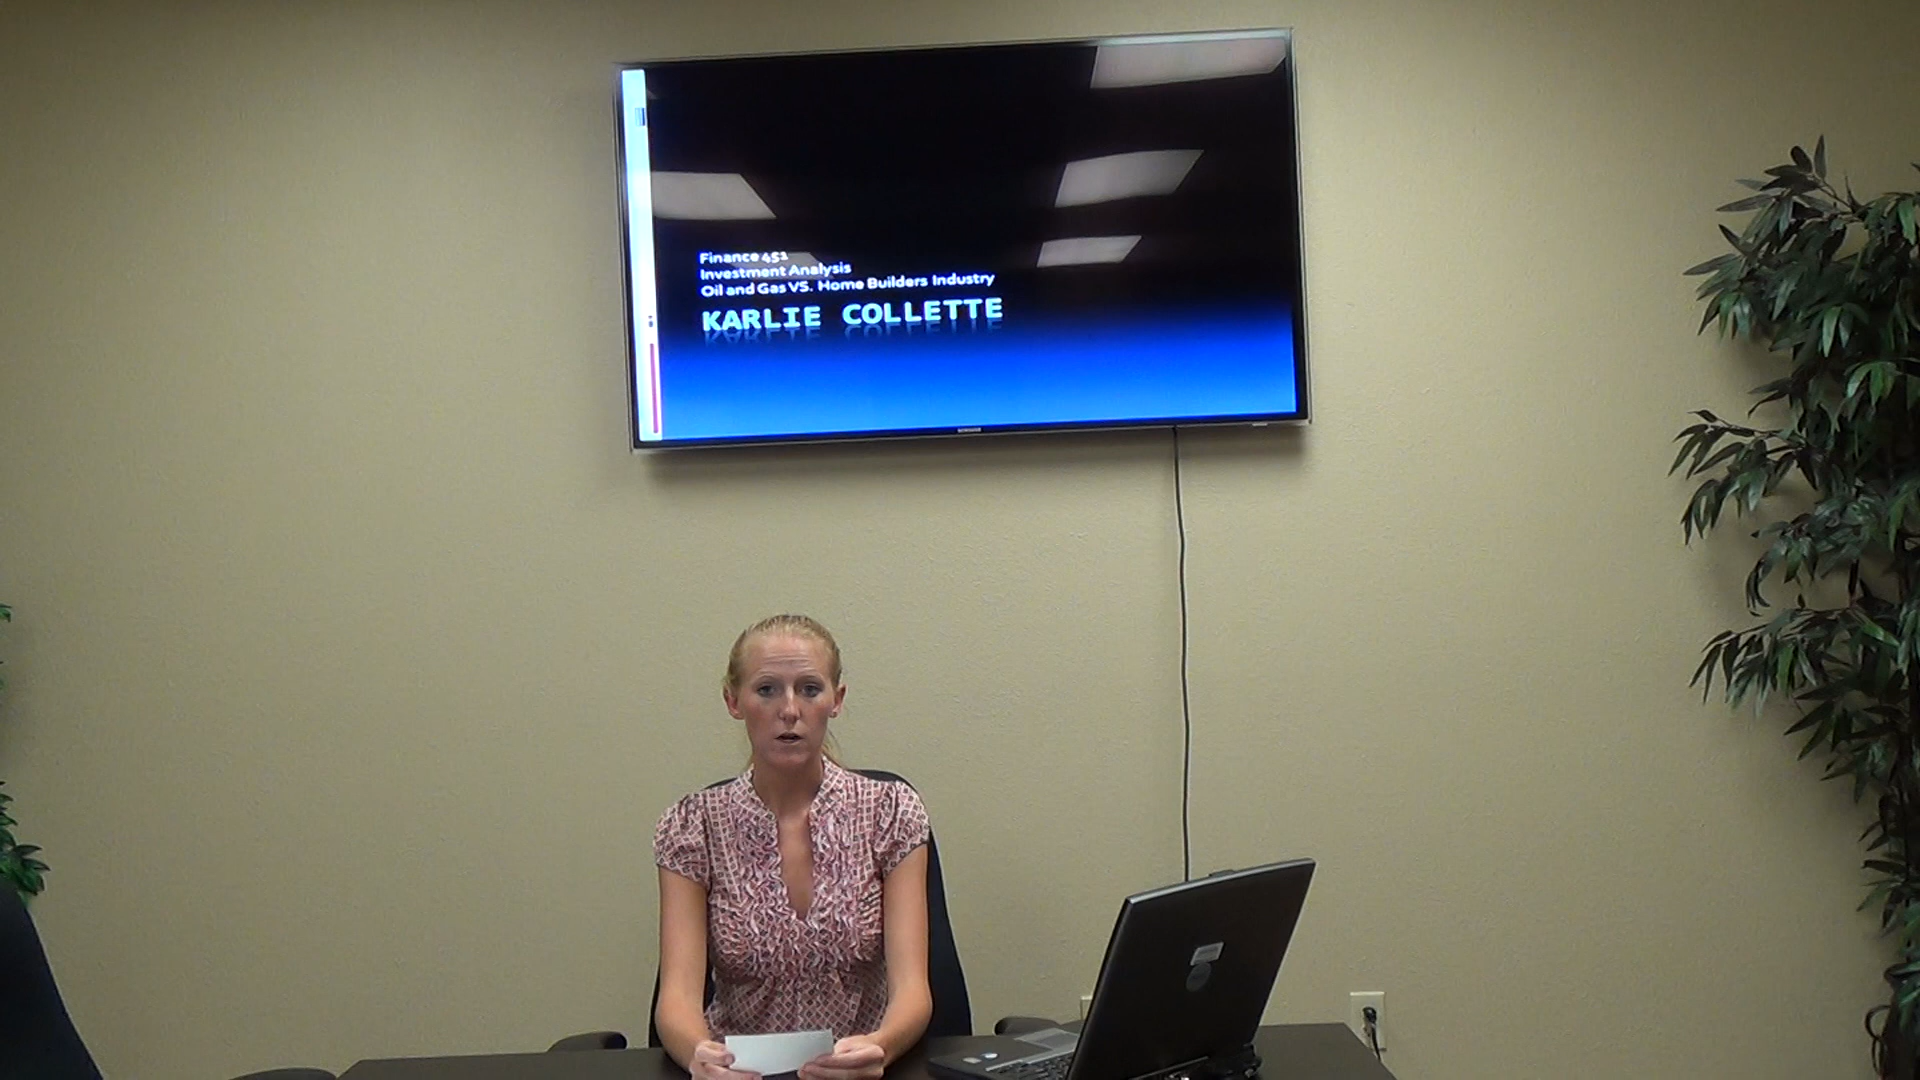 Finance 451
Investment Analysis
Oil and Gas VS. Home Builders Industry
KARLIE COLLETTE